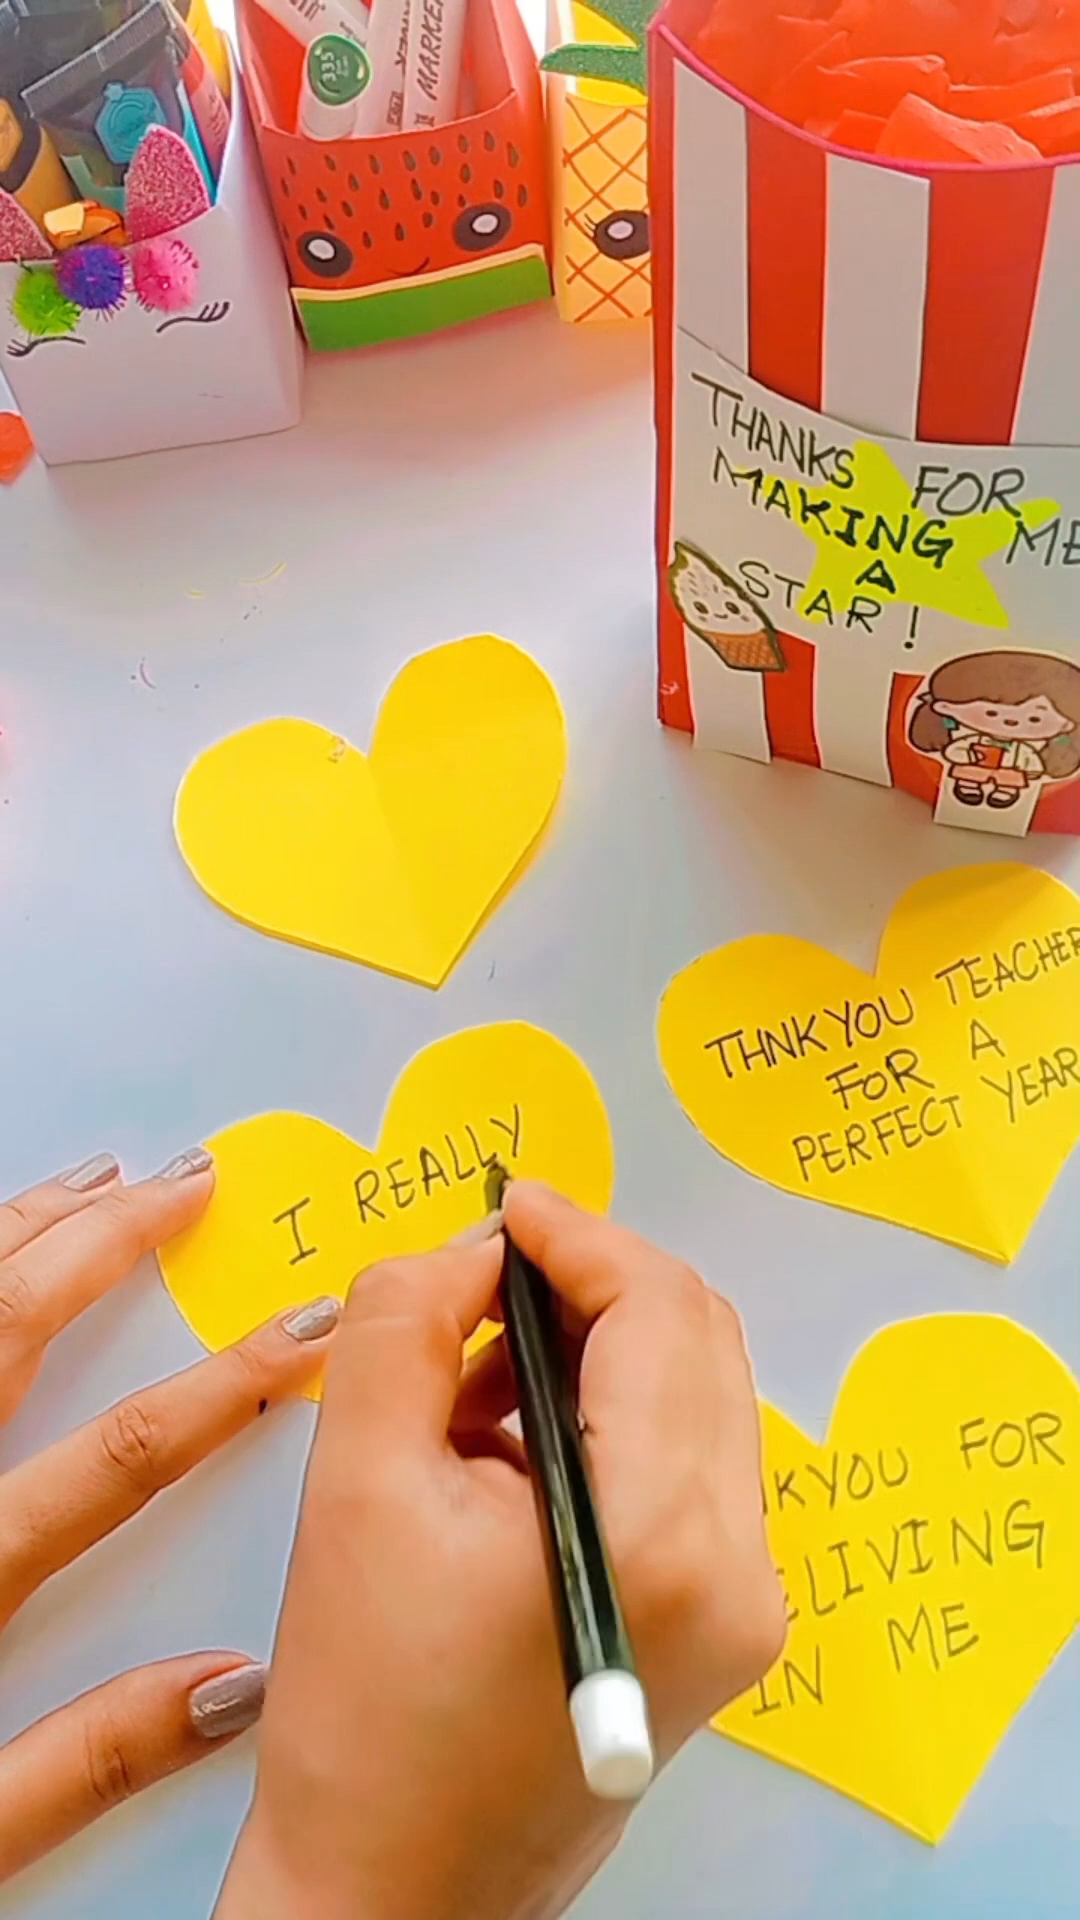 335
MARKER
THANKS FOR
MAKING ME
A
STAR!
THNKYOU TEACHER
FOR A
PERFECT YEAR
I REALLY
KYOU FOR
ELIVING
IN ME